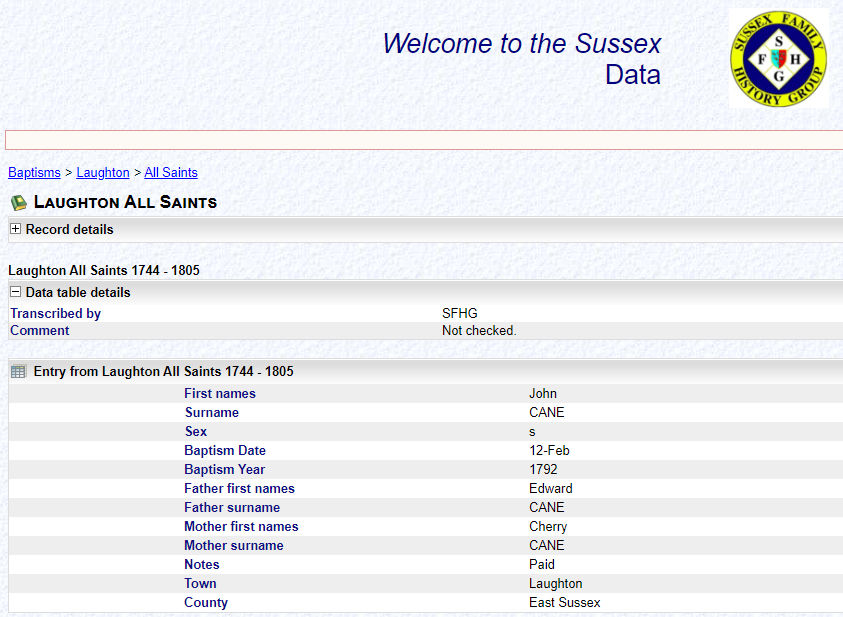 Welcome to the Sussex
Data
SUSSEX FAMILY
HISTORY GROUP
S
F H
G
Baptisms > Laughton > All Saints
LAUGHTON ALL SAINTS
Record details
Laughton All Saints 1744 - 1805
Data table details
Transcribed by SFHG
Comment Not checked.
Entry from Laughton All Saints 1744 - 1805
First names John
Surname CANE
Sex s
Baptism Date 12-Feb
Baptism Year 1792
Father first names Edward
Father surname CANE
Mother first names Cherry
Mother surname CANE
Notes Paid
Town Laughton
County East Sussex